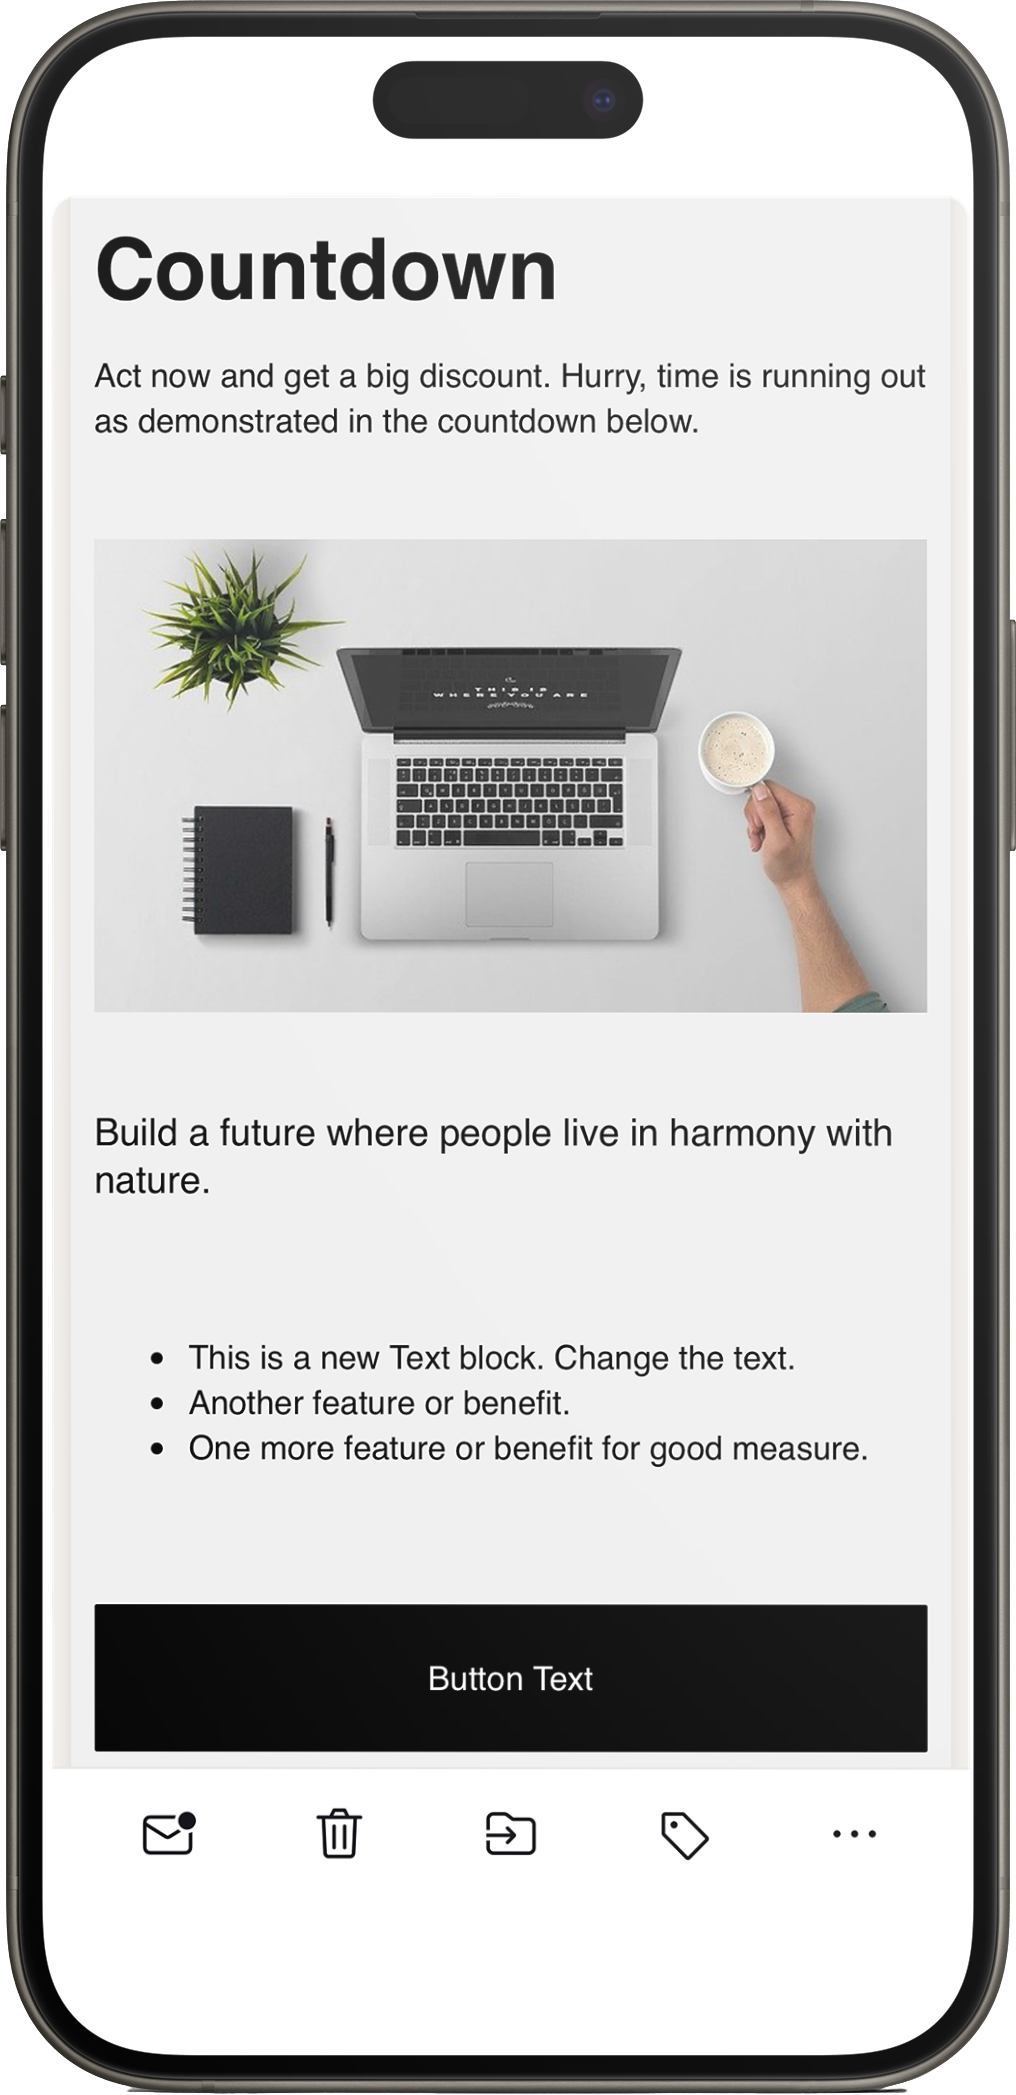 Countdown
Act now and get a big discount. Hurry, time is running out
as demonstrated in the countdown below.
THIS IS
WHERE YOU ARE
Build a future where people live in harmony with
nature.
• This is a new Text block. Change the text.
• Another feature or benefit.
• One more feature or benefit for good measure.
Button Text